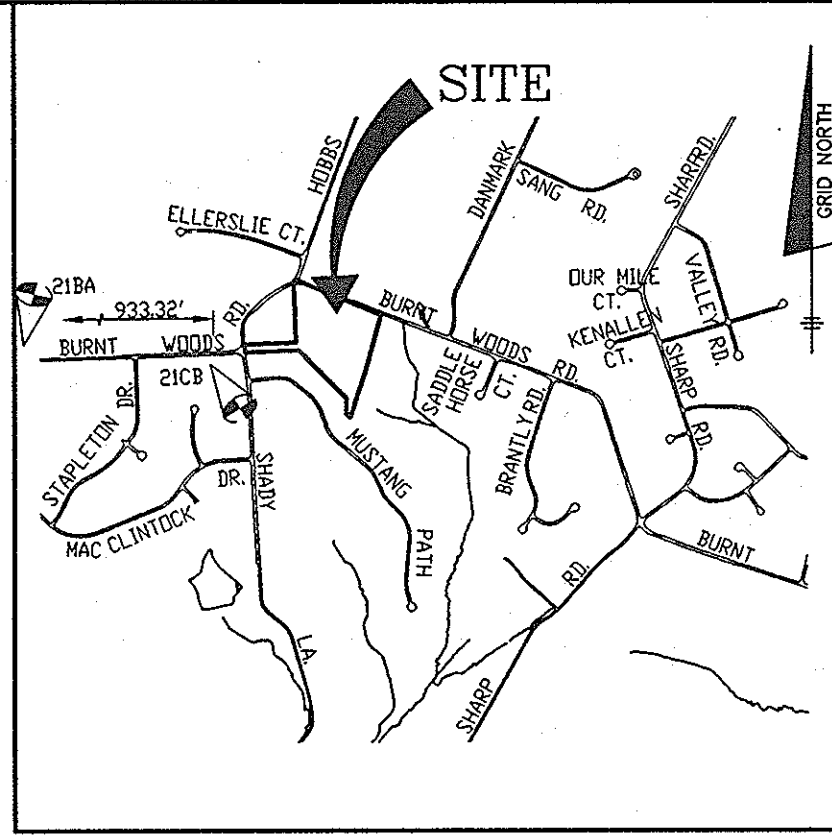 SITE
GRID NORTH
HOBBS
DANMARK
SANG RD.
SHARP RD.
ELLERSLIE CT.
OUR MILE
CT.
VALLEY
RD.
21BA
933.32'
RD.
BURNT
KENALLEN
CT.
BURNT WOODS
WOODS RD.
SHARP
RD.
21CB
SADDLE
HORSE
CT.
BRANTLY RD.
STAPLETON DR.
MUSTANG
PATH
SHADY
LA.
MAC CLINTOCK DR.
BURNT
SHARP RD.